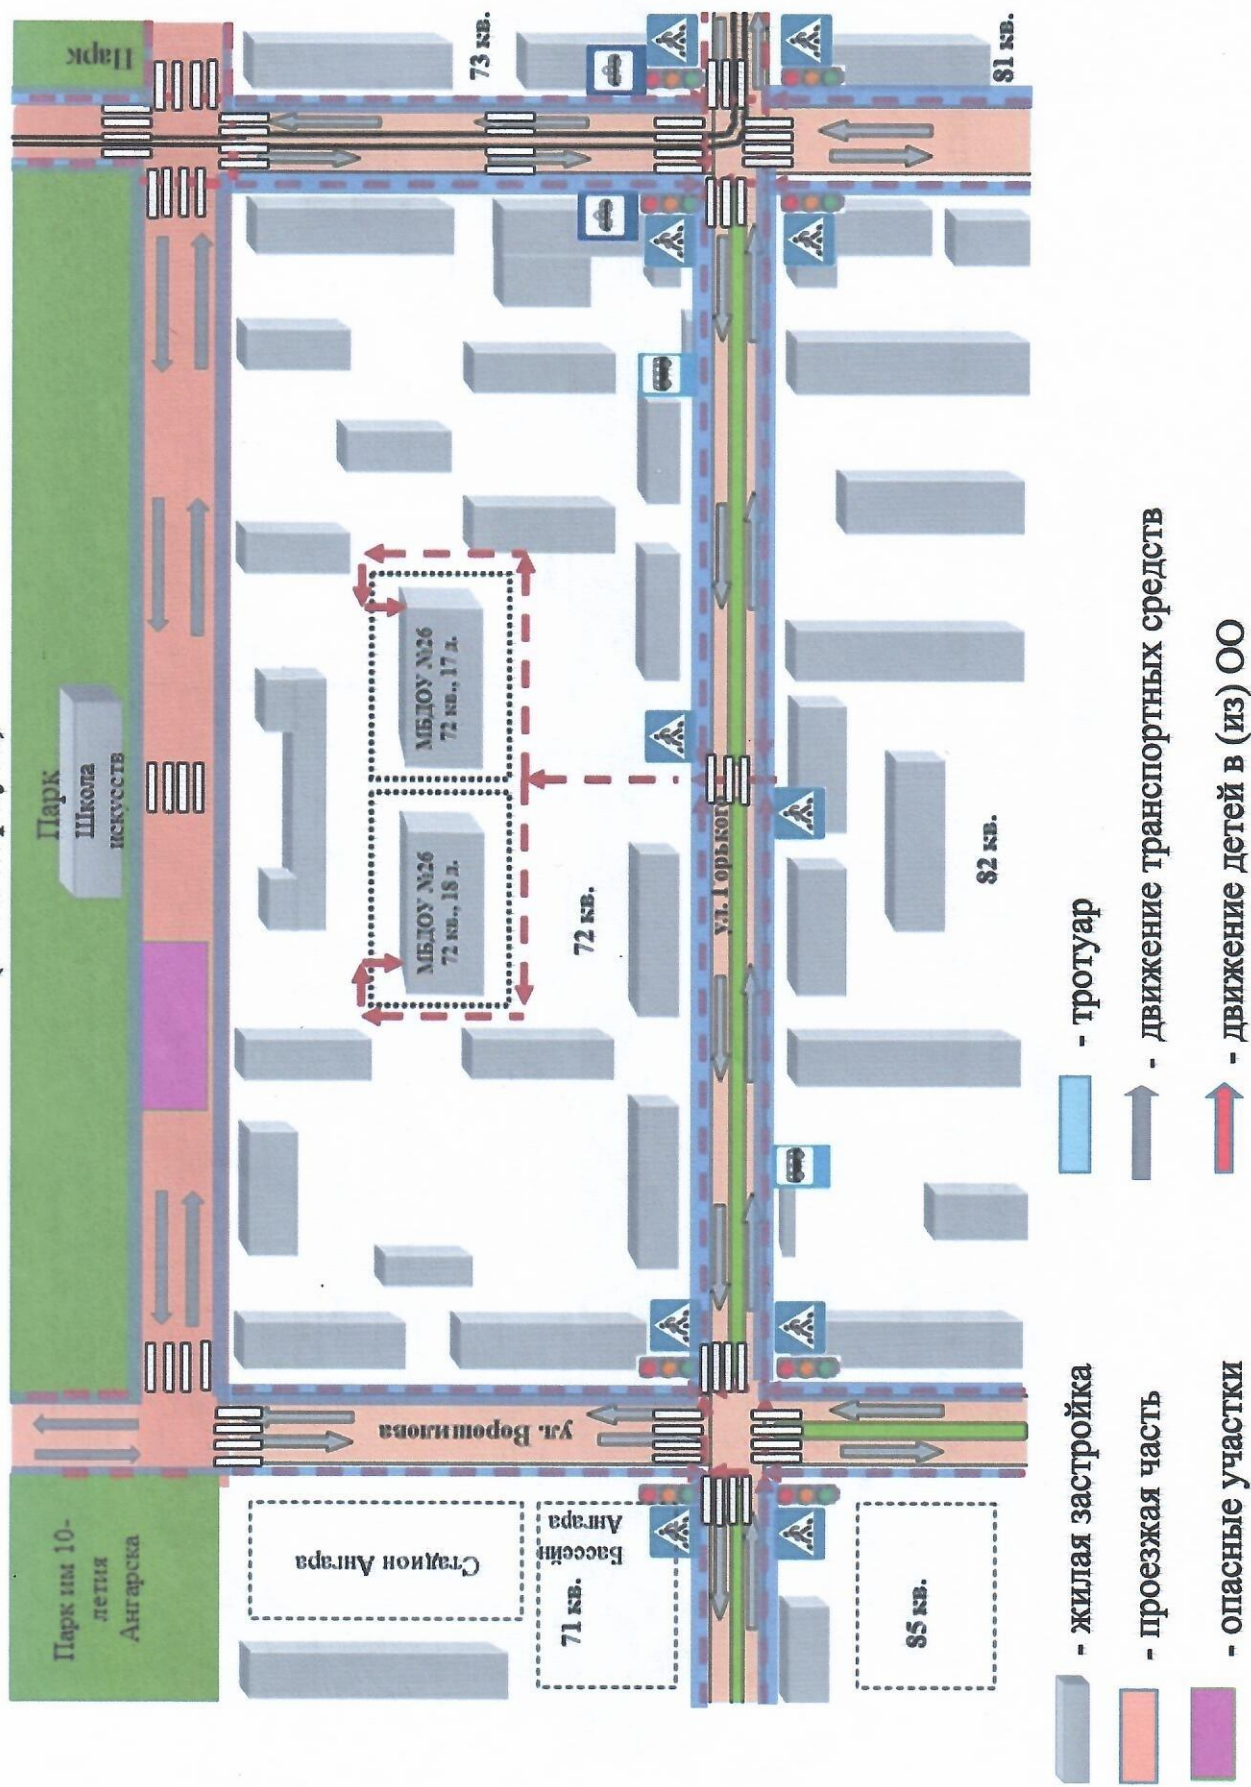 Парк им 10-
летия
Ангарска
Парк
Школа
искусств
Парк
Стадион Ангара
Бассейн
Ангара
71 кв.
ул. Ворошилова
МБДОУ №26
72 кв., 18 д.
МБДОУ №26
72 кв., 17 д.
72 кв.
73 кв.
ул. Горького
85 кв.
82 кв.
81 кв.
- жилая застройка
- проезжая часть
- опасные участки
- тротуар
- движение транспортных средств
- движение детей в (из) ОО